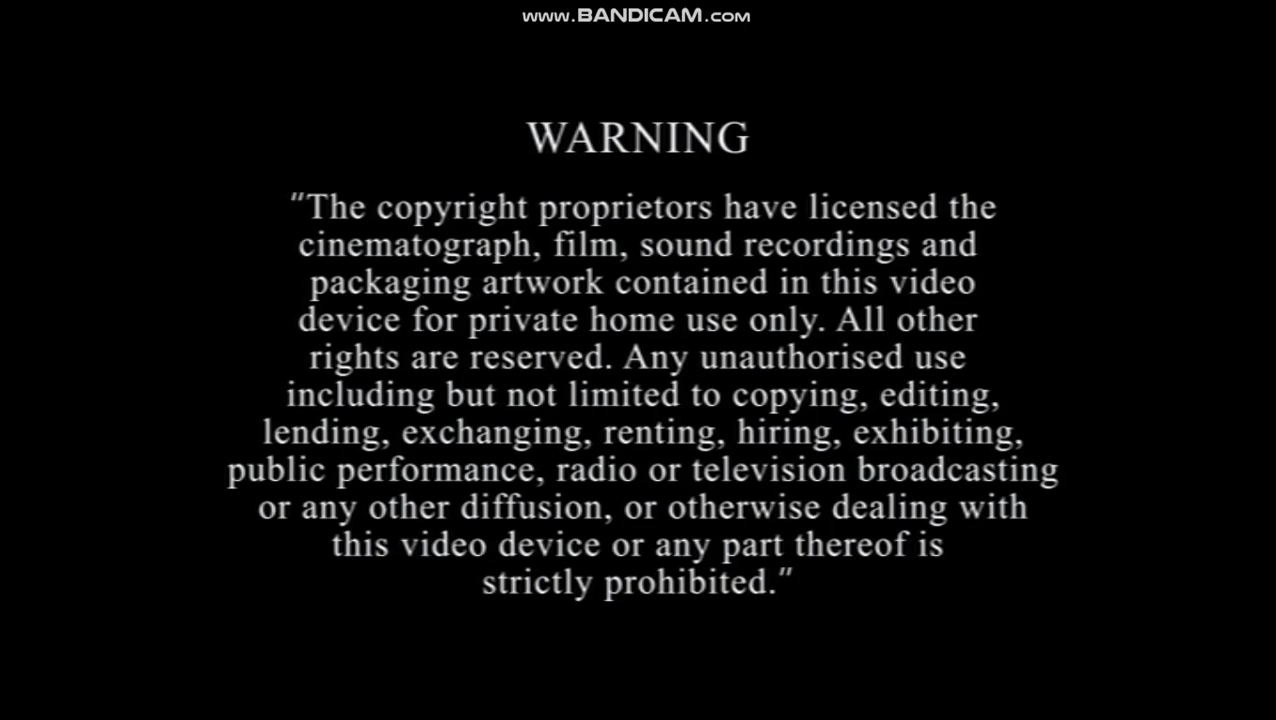 www.BANDICAM.com
WARNING
"The copyright proprietors have licensed the
cinematograph, film, sound recordings and
packaging artwork contained in this video
device for private home use only. All other
rights are reserved. Any unauthorised use
including but not limited to copying, editing,
lending, exchanging, renting, hiring, exhibiting,
public performance, radio or television broadcasting
or any other diffusion, or otherwise dealing with
this video device or any part thereof is
strictly prohibited."